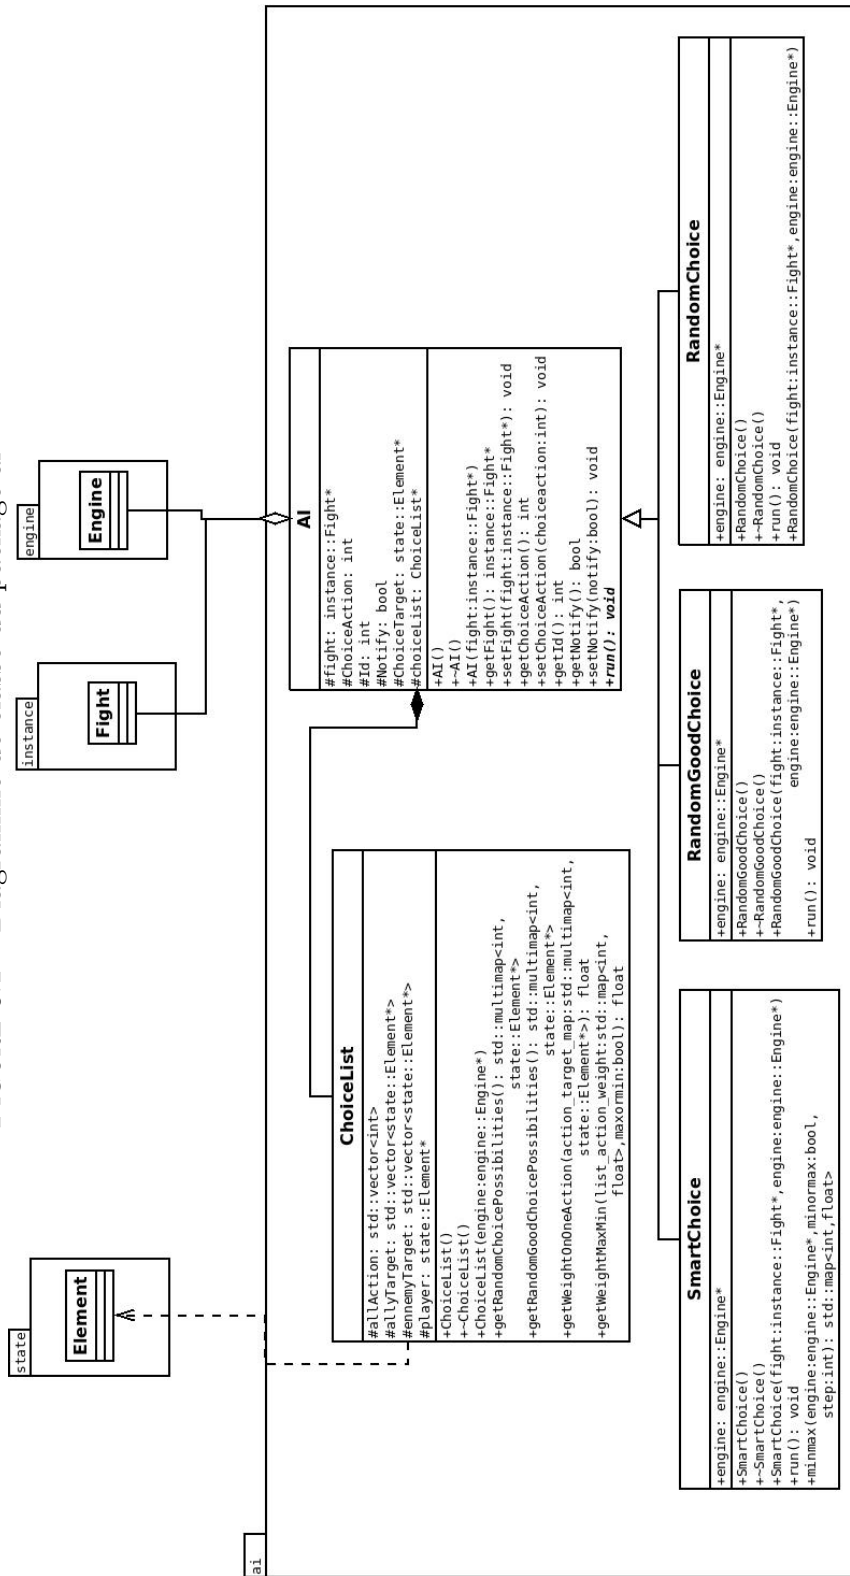 state
Element
instance
Fight
engine
Engine
ai
ChoiceList
#allAction: std::vector<int>
#allyTarget: std::vector<state::Element*>
#ennemyTarget: std::vector<state::Element*>
#player: state::Element*
+ChoiceList()
+~ChoiceList()
+ChoiceList(engine:engine::Engine*)
+getRandomChoicePossibilities(): std::multimap<int,
state::Element*>
+getRandomGoodChoicePossibilities(): std::multimap<int,
state::Element*>
+getWeightOnOneAction(action_target_map:std::multimap<int,
state::Element*>): float
+getWeightMaxMin(list_action_weight:std::map<int,
float>,maxormin:bool): float
AI
#fight: instance::Fight*
#ChoiceAction: int
#Id: int
#Notify: bool
#ChoiceTarget: state::Element*
#choiceList: ChoiceList*
+AI()
+~AI()
+AI(fight:instance::Fight*)
+getFight(): instance::Fight*
+setFight(fight:instance::Fight*): void
+getChoiceAction(): int
+setChoiceAction(choiceaction:int): void
+getId(): int
+getNotify(): bool
+setNotify(notify:bool): void
+run(): void
SmartChoice
+engine: engine::Engine*
+SmartChoice()
+~SmartChoice()
+SmartChoice(fight:instance::Fight*,engine:engine::Engine*)
+run(): void
+minmax(engine:engine::Engine*,minormax:bool,
step:int): std::map<int,float>
RandomGoodChoice
+engine: engine::Engine*
+RandomGoodChoice()
+~RandomGoodChoice()
+RandomGoodChoice(fight:instance::Fight*,
engine:engine::Engine*)
+run(): void
RandomChoice
+engine: engine::Engine*
+RandomChoice()
+~RandomChoice()
+run(): void
+RandomChoice(fight:instance::Fight*,engine:engine::Engine*)